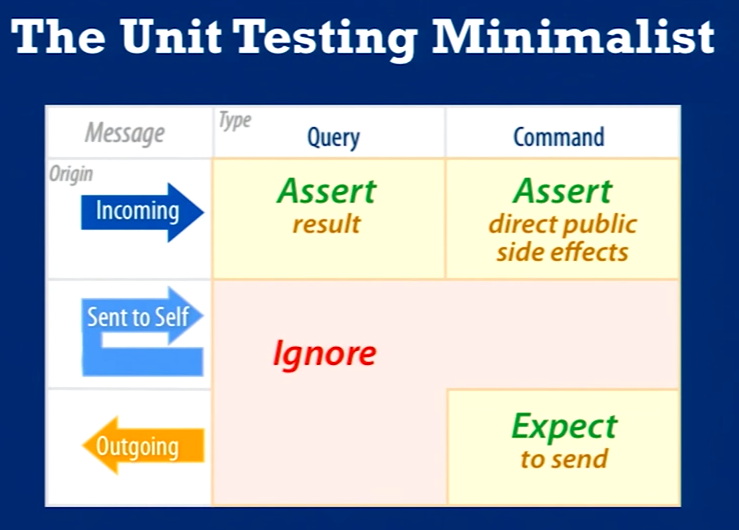 The Unit Testing Minimalist
Message
Type
Query
Command
Origin
Incoming
Assert
result
Assert
direct public
side effects
Sent to Self
Ignore
Outgoing
Expect
to send